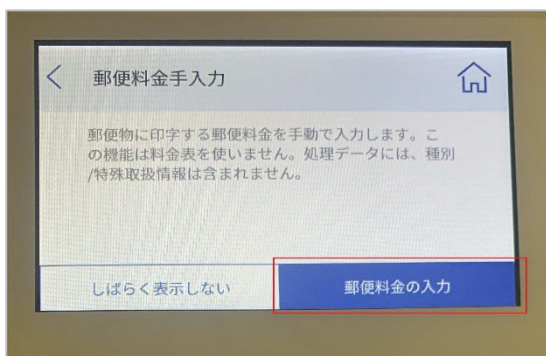 郵便料金手入力
郵便物に印字する郵便料金を手動で入力します。こ
の機能は料金表を使いません。処理データには、種別
/特殊取扱情報は含まれません。
しばらく表示しない
郵便料金の入力